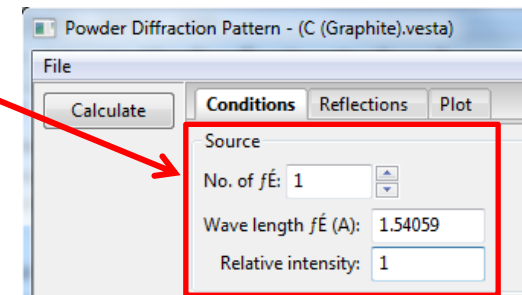 Powder Diffraction Pattern - (C (Graphite).vesta)
File
Calculate
Conditions Reflections Plot
Source
No. of ƒÉ: 1
Wave length ƒÉ (A): 1.54059
Relative intensity: 1